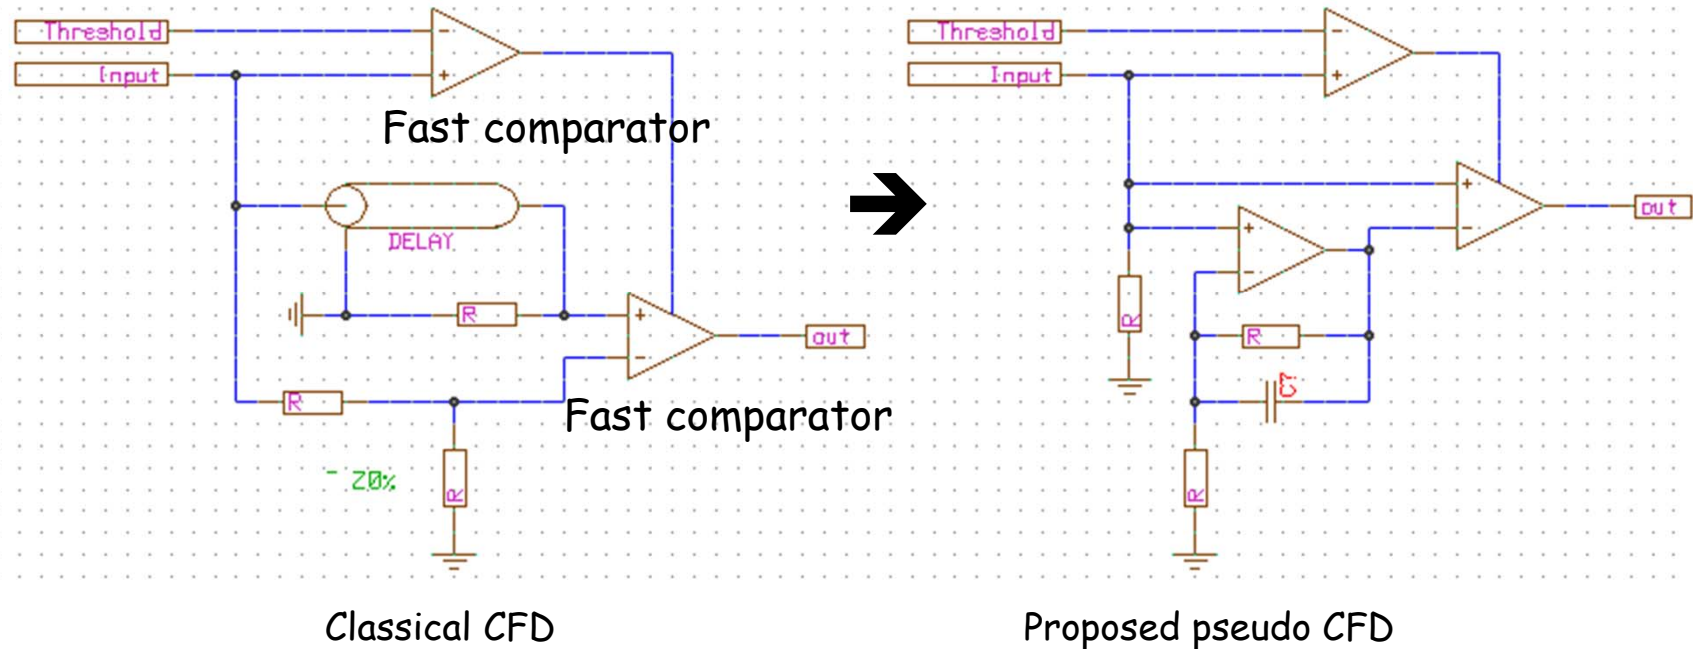 Threshold
Input
Fast comparator
DELAY
R
out
R
Fast comparator
- 20%
R
Classical CFD
Threshold
Input
out
R
R
C?
R
Proposed pseudo CFD